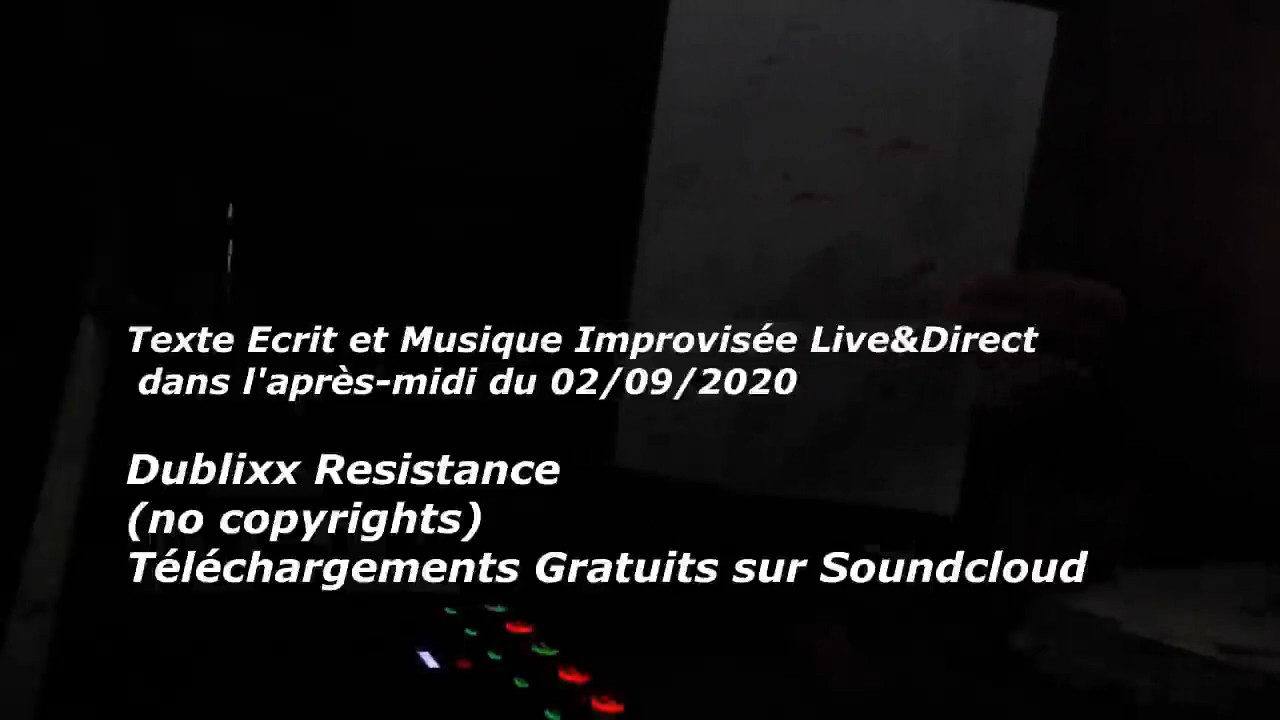 Texte Ecrit et Musique Improvisée Live&Direct
dans l'après-midi du 02/09/2020
Dublixx Resistance
(no copyrights)
Téléchargements Gratuits sur Soundcloud